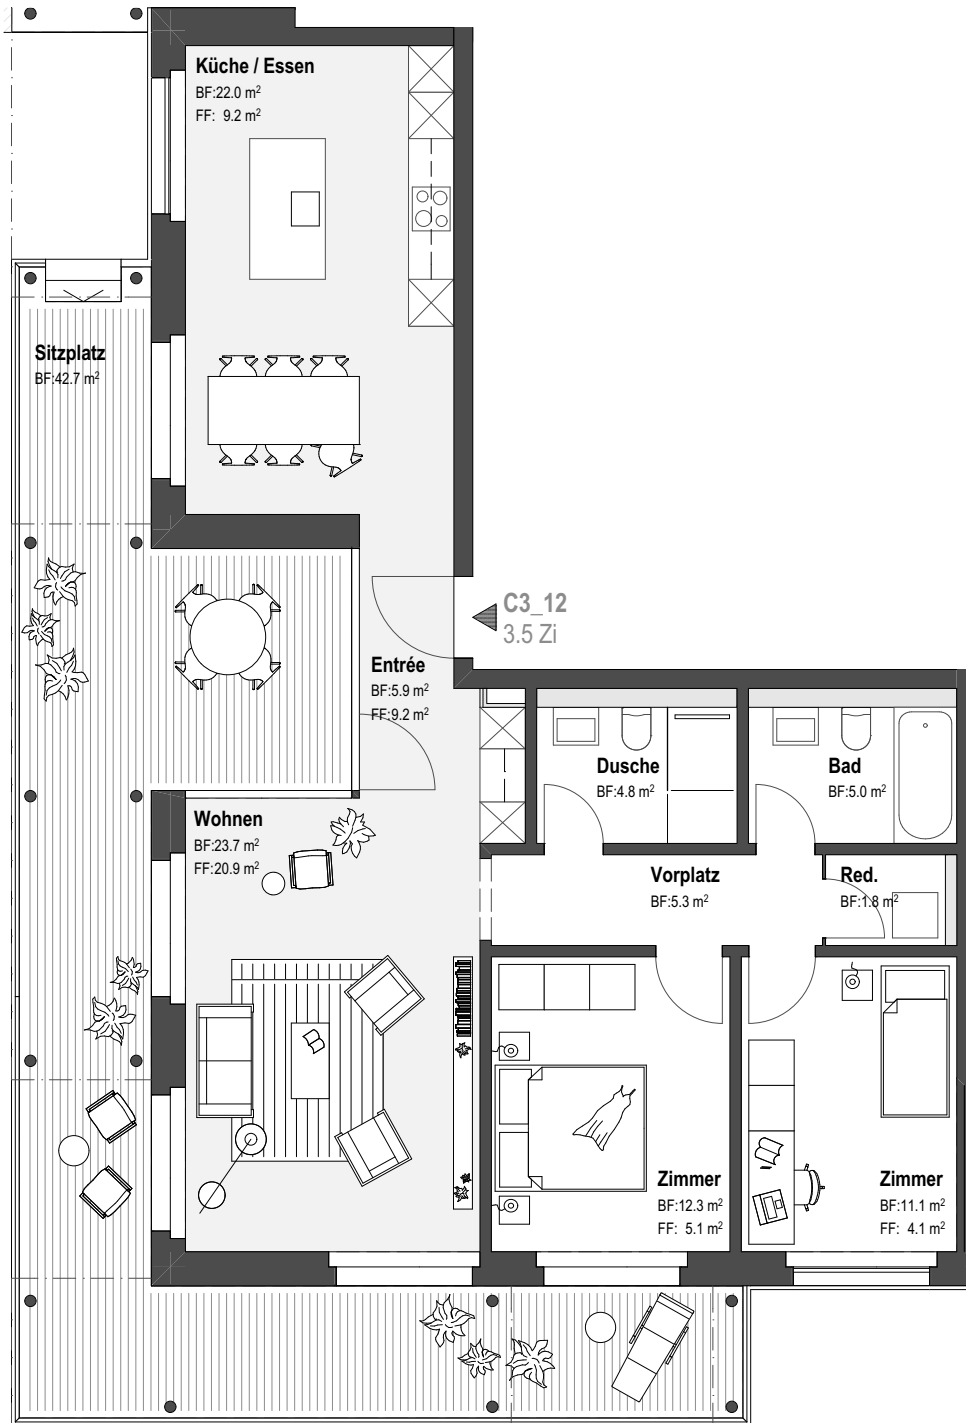 Küche / Essen
BF:22.0 m²
FF: 9.2 m²
Sitzplatz
BF:42.7 m²
C3_12
3.5 Zi
Entrée
BF:5.9 m²
FF:9.2 m²
Dusche
BF:4.8 m²
Bad
BF:5.0 m²
Wohnen
BF:23.7 m²
FF:20.9 m²
Vorplatz
BF:5.3 m²
Red.
BF:1.8 m²
Zimmer
BF:12.3 m²
FF: 5.1 m²
Zimmer
BF:11.1 m²
FF: 4.1 m²